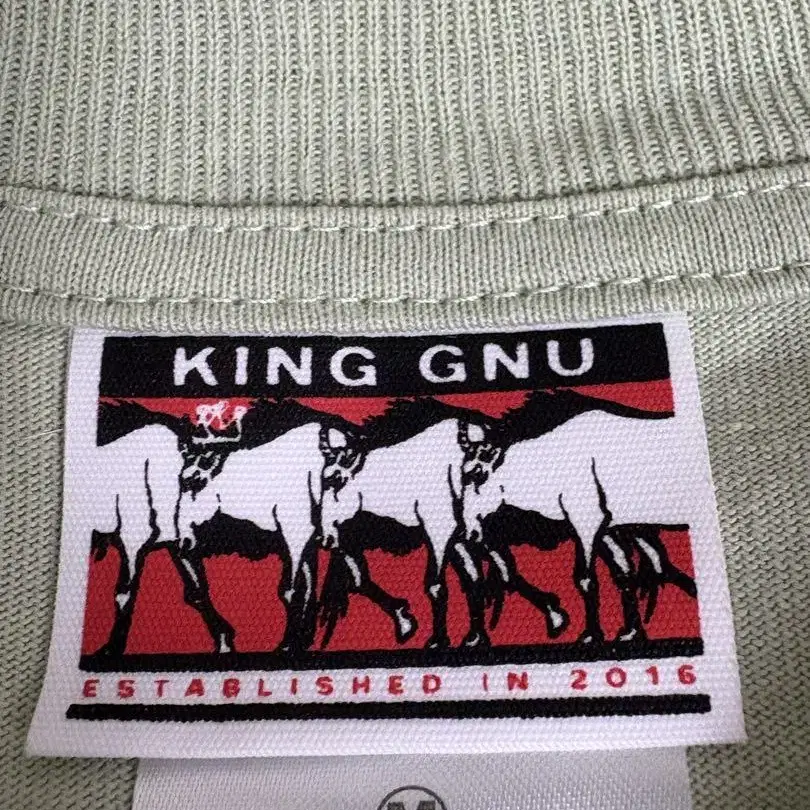 KING GNU
ESTABLISHED IN 2016
M